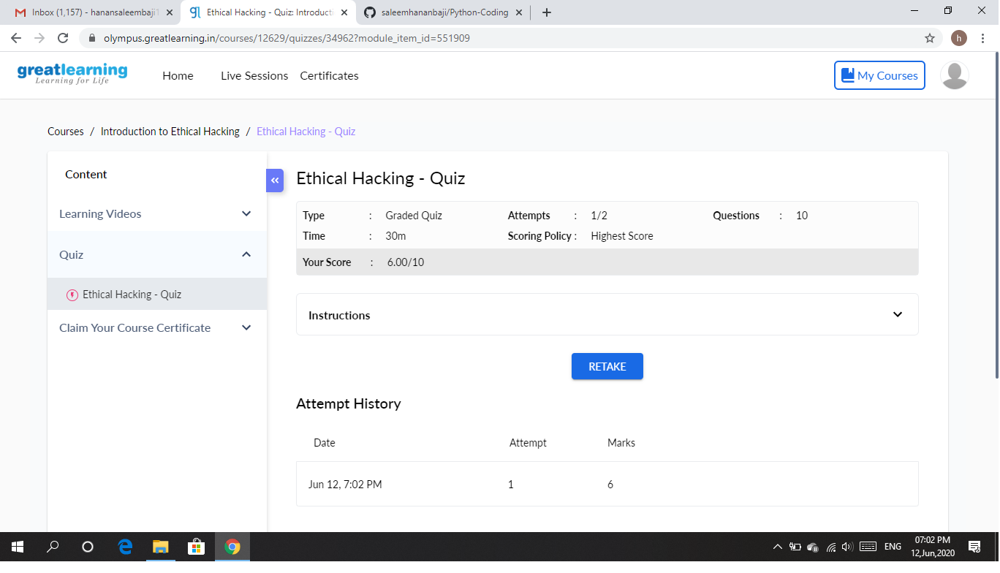 Inbox (1,157) - hanansaleembaji1
Ethical Hacking - Quiz: Introducti
saleemhananbaji/Python-Coding
olympus.greatlearning.in/courses/12629/quizzes/34962?module_item_id=551909
h
greatlearning
Learning for Life
Home
Live Sessions
Certificates
My Courses
Courses / Introduction to Ethical Hacking / Ethical Hacking - Quiz
Content
Learning Videos
Quiz
Ethical Hacking - Quiz
Claim Your Course Certificate
«
Ethical Hacking - Quiz
Type : Graded Quiz Attempts : 1/2 Questions : 10
Time : 30m Scoring Policy : Highest Score
Your Score : 6.00/10
Instructions
RETAKE
Attempt History
Date Attempt Marks
Jun 12, 7:02 PM 1 6
ENG
07:02 PM
12,Jun,2020